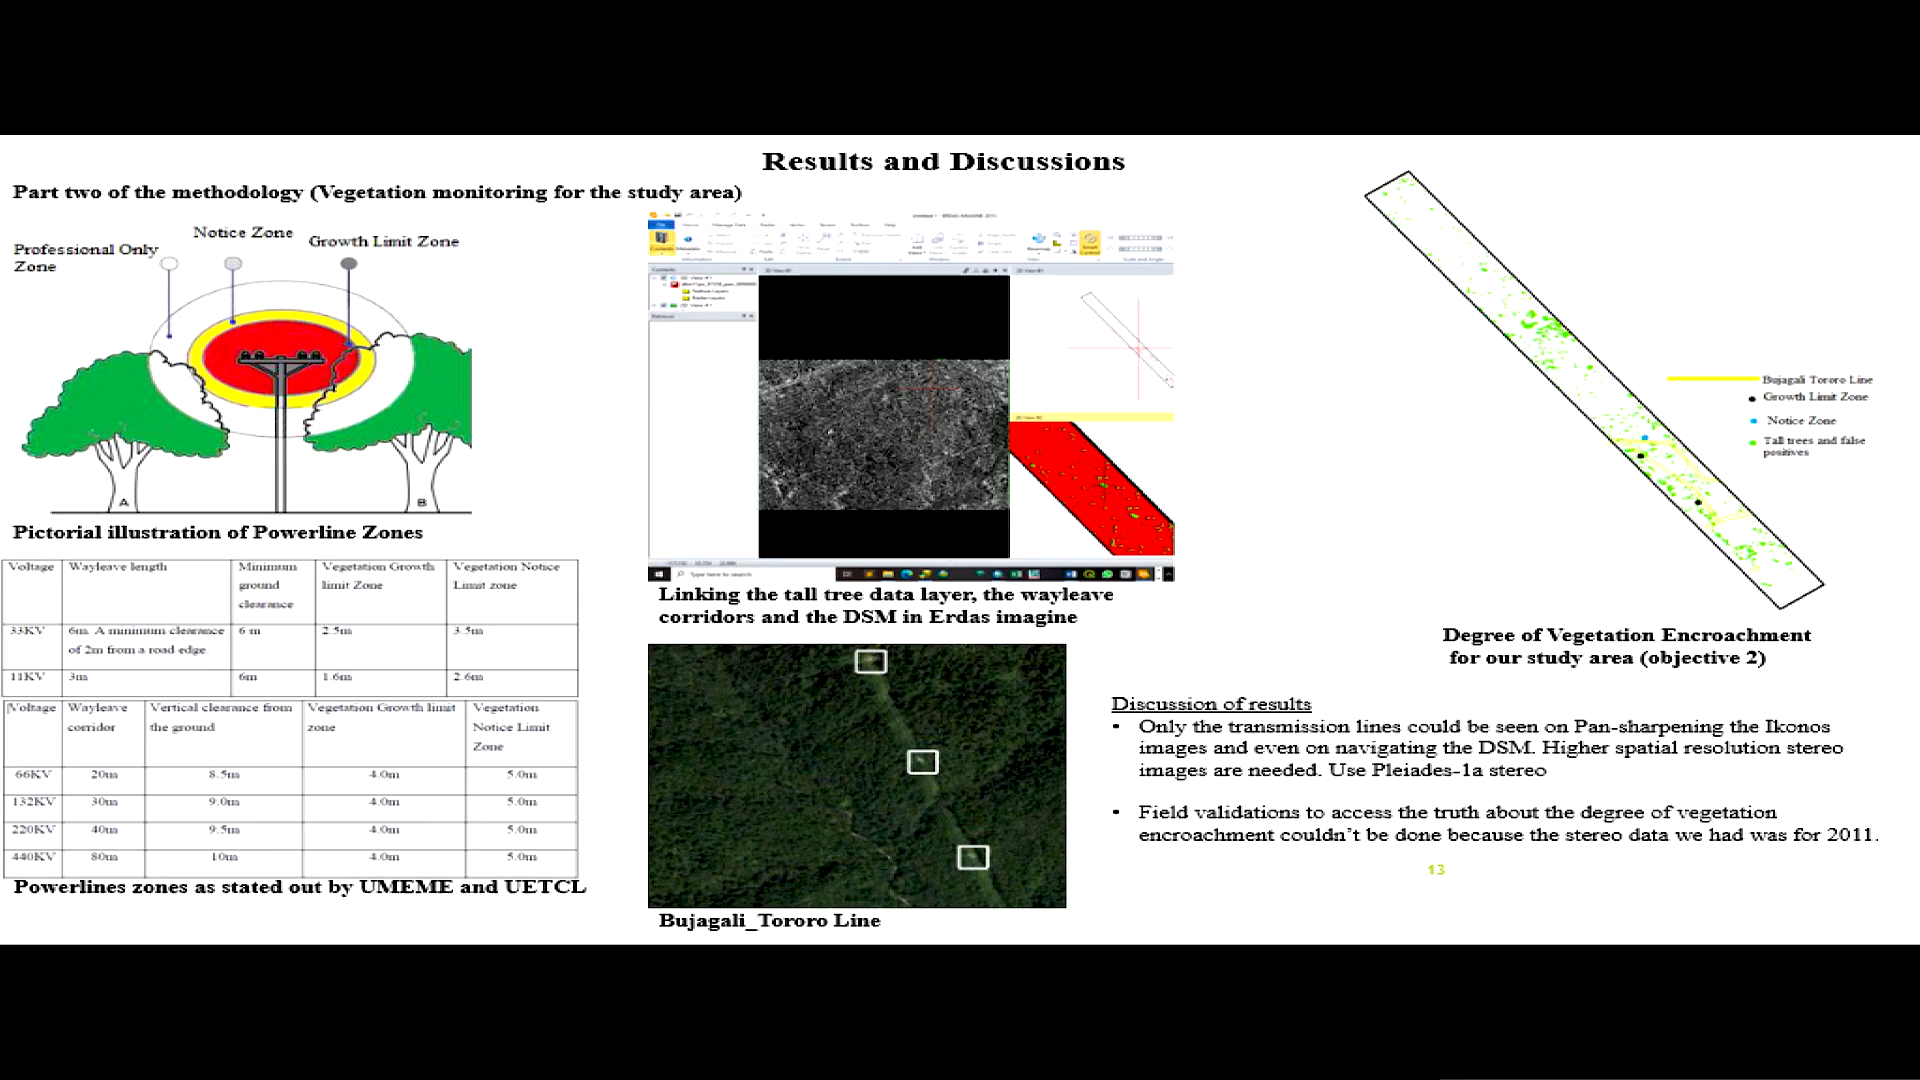 Results and Discussions
Part two of the methodology (Vegetation monitoring for the study area)
Notice Zone
Growth Limit Zone
Professional Only
Zone
A
B
Pictorial illustration of Powerline Zones
Voltage Wayleave length Minimum ground clearance Vegetation Growth limit Zone Vegetation Notice Limit zone
33KV 6m. A minimum clearance of 2m from a road edge. 6 m 2.5m 3.5m
11KV 3m 6m 1.6m 2.6m
Voltage Wayleave corridor Vertical clearance from the ground Vegetation Growth limit zone Vegetation Notice Limit Zone
66KV 20m 8.5m 4.0m 5.0m
132KV 30m 9.0m 4.0m 5.0m
220KV 40m 9.5m 4.0m 5.0m
440KV 80m 10m 4.0m 5.0m
Powerlines zones as stated out by UMEME and UETCL
Type here to search
Linking the tall tree data layer, the wayleave
corridors and the DSM in Erdas imagine
Bujagali_Tororo Line
Bujagali Tororo Line
Growth Limit Zone
Notice Zone
Tall trees and false
positives
Degree of Vegetation Encroachment
for our study area (objective 2)
Discussion of results
• Only the transmission lines could be seen on Pan-sharpening the Ikonos
images and even on navigating the DSM. Higher spatial resolution stereo
images are needed. Use Pleiades-1a stereo
• Field validations to access the truth about the degree of vegetation
encroachment couldn't be done because the stereo data we had was for 2011.
13